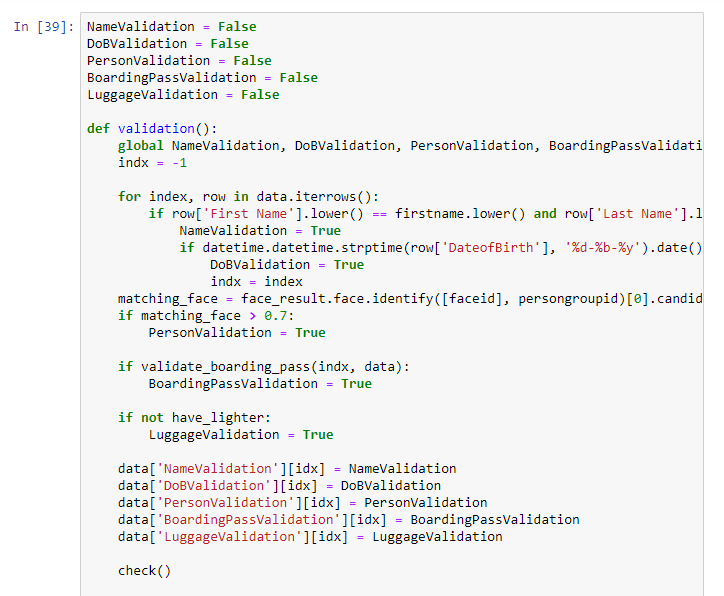 In [39]:
NameValidation = False
DoBValidation = False
PersonValidation = False
BoardingPassValidation = False
LuggageValidation = False
def validation():
    global NameValidation, DoBValidation, PersonValidation, BoardingPassValidati
    indx = -1
    for index, row in data.iterrows():
        if row['First Name'].lower() == firstname.lower() and row['Last Name'].l
            NameValidation = True
            if datetime.datetime.strptime(row['DateofBirth'], '%d-%b-%y').date()
                DoBValidation = True
                indx = index
    matching_face = face_result.face.identify([faceid], persongroupid)[0].candid
    if matching_face > 0.7:
        PersonValidation = True
    if validate_boarding_pass(indx, data):
        BoardingPassValidation = True
    if not have_lighter:
        LuggageValidation = True
    data['NameValidation'][idx] = NameValidation
    data['DoBValidation'][idx] = DoBValidation
    data['PersonValidation'][idx] = PersonValidation
    data['BoardingPassValidation'][idx] = BoardingPassValidation
    data['LuggageValidation'][idx] = LuggageValidation
    check()